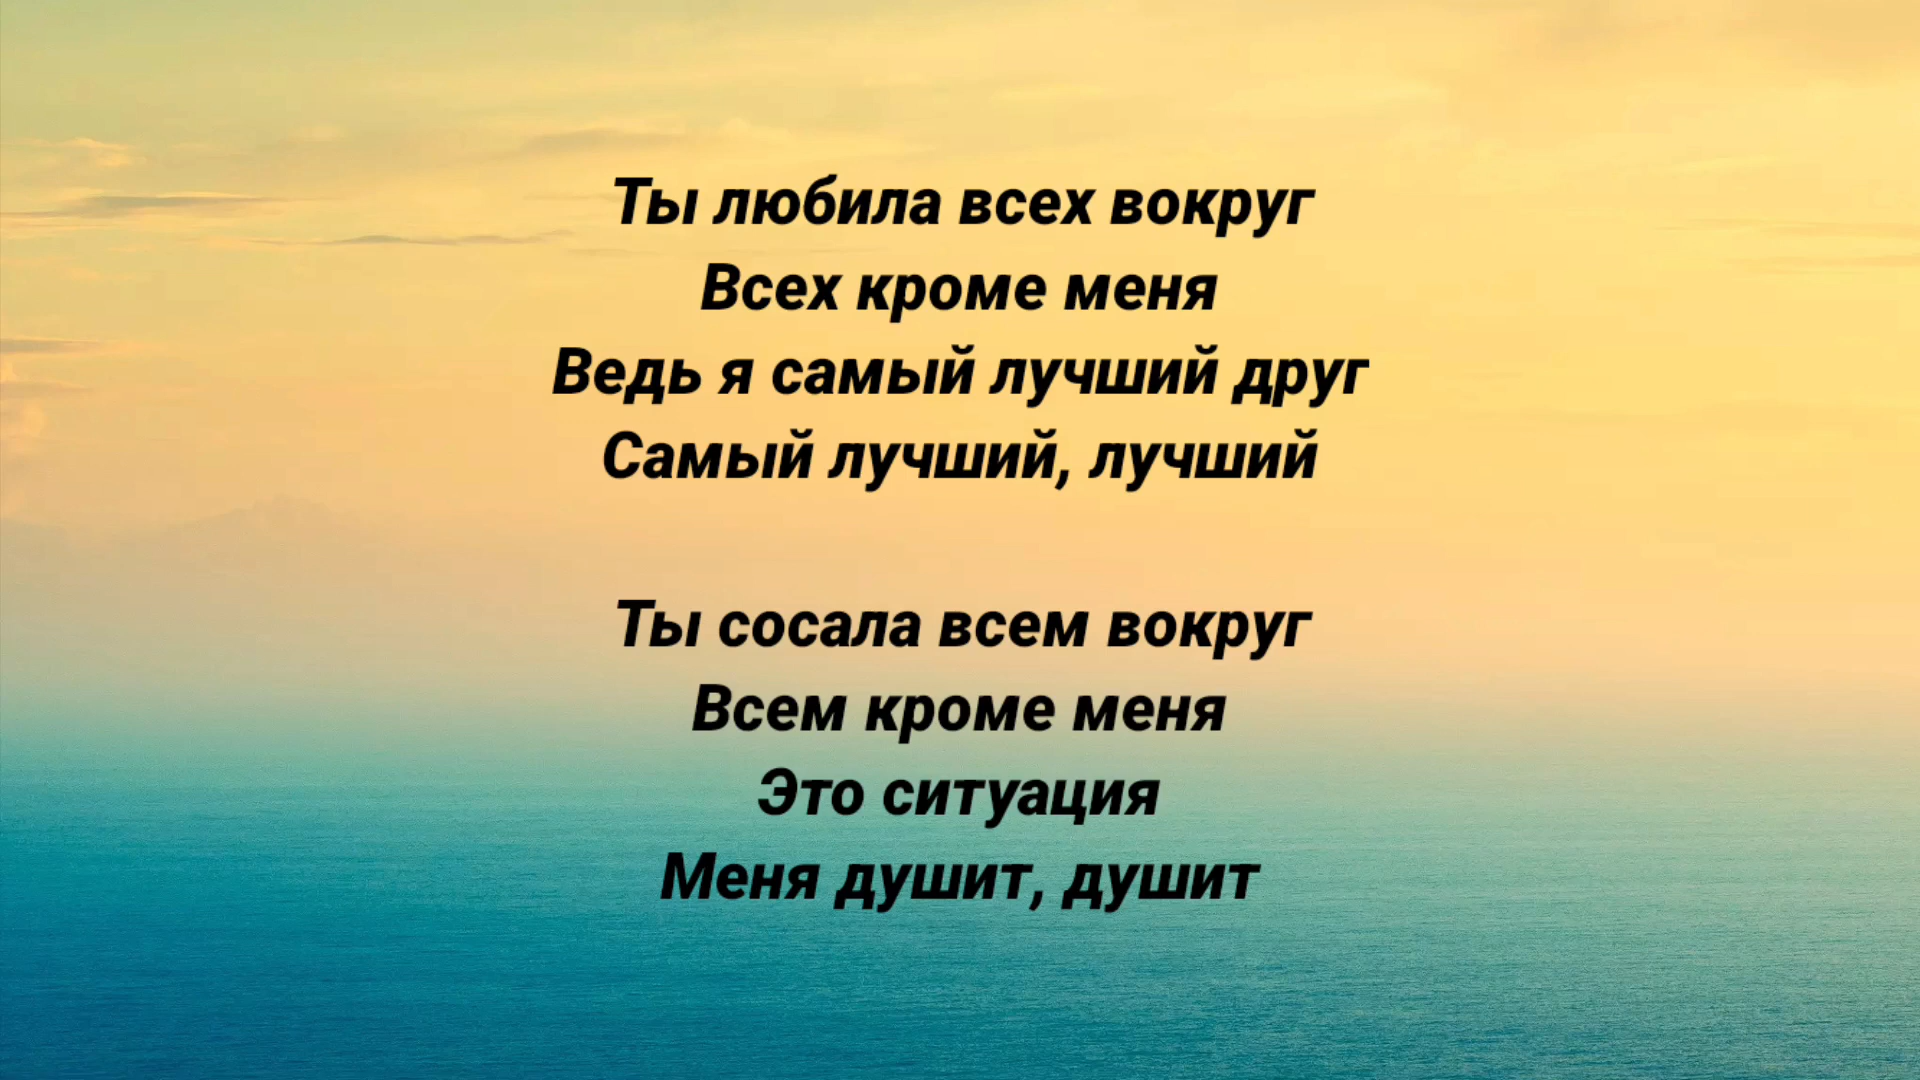 Ты любила всех вокруг
Всех кроме меня
Ведь я самый лучший друг
Самый лучший, лучший
Ты сосала всем вокруг
Всем кроме меня
Это ситуация
Меня душит, душит